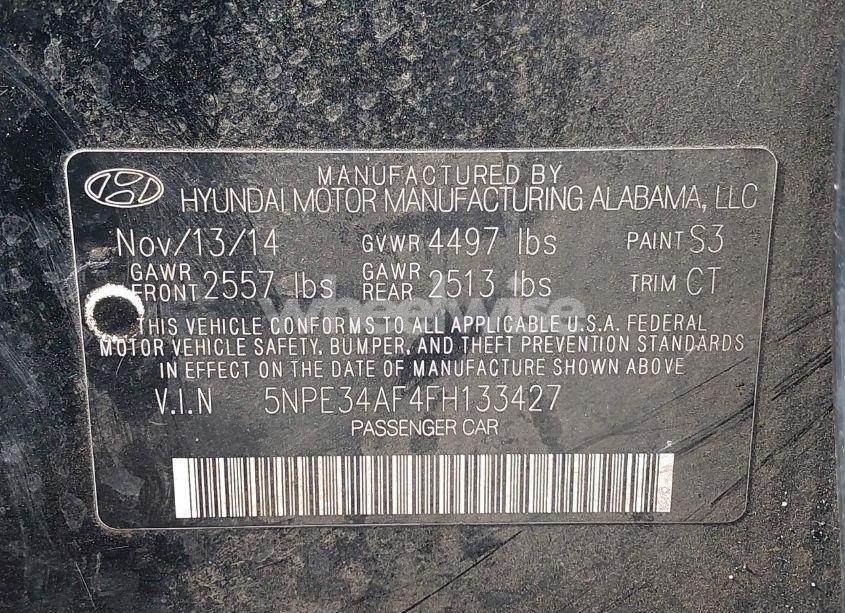 MANUFACTURED BY
HYUNDAI MOTOR MANUFACTURING ALABAMA, LLC
Nov/13/14 GVWR 4497 lbs PAINT S3
GAWR FRONT 2557 lbs GAWR REAR 2513 lbs TRIM CT
wheelwise
THIS VEHICLE CONFORMS TO ALL APPLICABLE U.S.A. FEDERAL
MOTOR VEHICLE SAFETY, BUMPER, AND THEFT PREVENTION STANDARDS
IN EFFECT ON THE DATE OF MANUFACTURE SHOWN ABOVE
V.I.N 5NPE34AF4FH133427
PASSENGER CAR